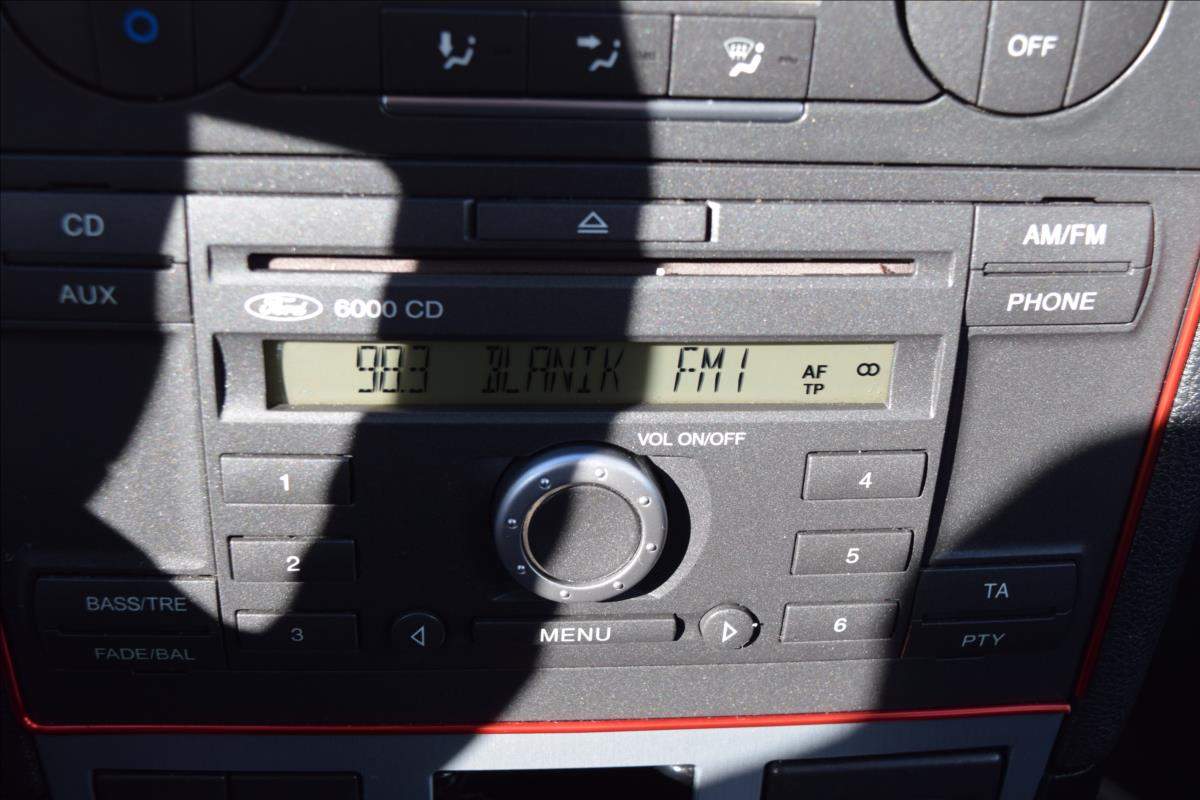 OFF
CD
AM/FM
AUX
PHONE
Ford 6000 CD
98.3 BLANIK FM1 AF TP
VOL ON/OFF
1
4
2
5
BASS/TRE
TA
3
MENU
6
FADE/BAL
PTY